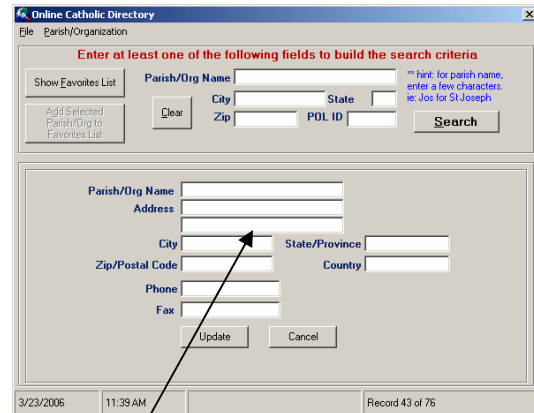 Online Catholic Directory
File Parish/Organization
Enter at least one of the following fields to build the search criteria
Show Favorites List
Parish/Org Name
** hint: for parish name,
enter a few characters.
ie: Jos for St Joseph
City State
Add Selected
Parish/Org to
Favorites List
Clear
Zip POL ID
Search
Parish/Org Name
Address
City State/Province
Zip/Postal Code Country
Phone
Fax
Update Cancel
3/23/2006 11:39 AM Record 43 of 76